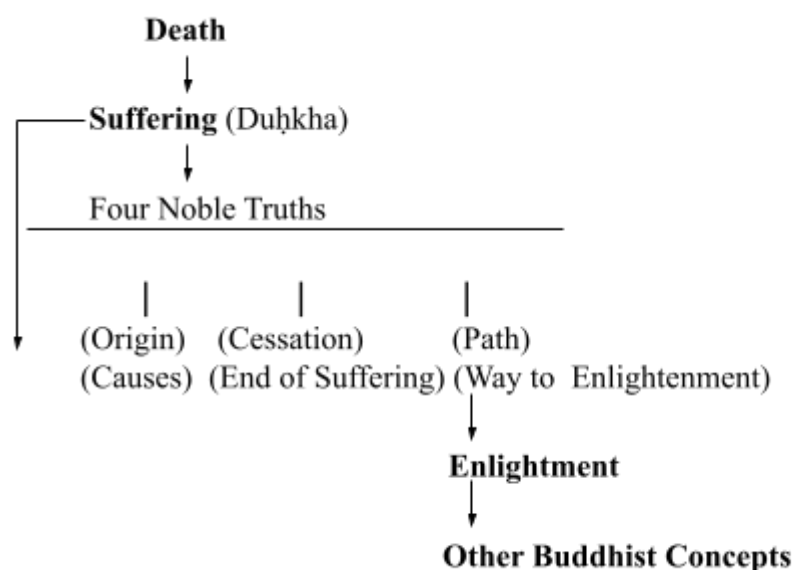 Death
Suffering (Duḥkha)
Four Noble Truths
(Origin) (Cessation) (Path)
(Causes) (End of Suffering) (Way to Enlightenment)
Enlightment
Other Buddhist Concepts